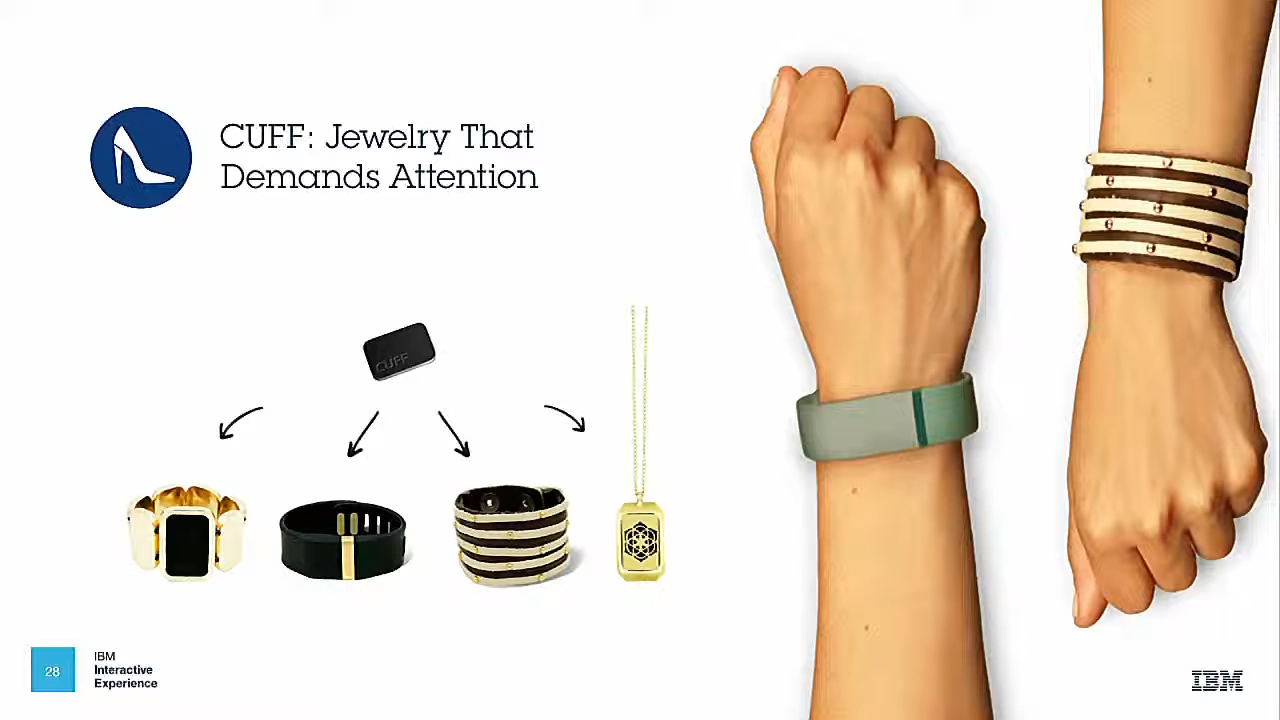 CUFF: Jewelry That
Demands Attention
CUFF
28
IBM
Interactive
Experience
IBM